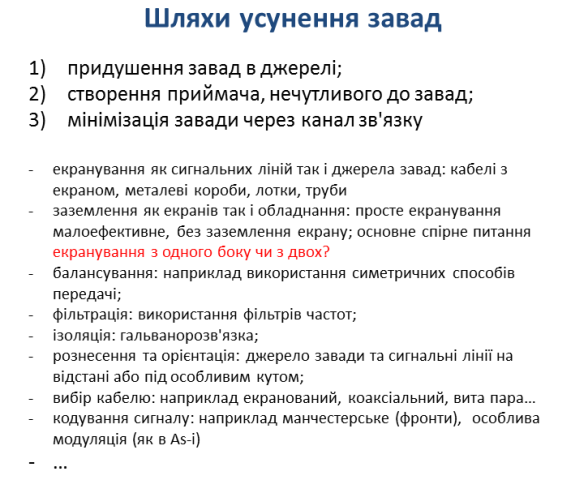 Шляхи усунення завад
1) придушення завад в джерелі;
2) створення приймача, нечутливого до завад;
3) мінімізація завади через канал зв'язку
- екранування як сигнальних ліній так і джерела завад: кабелі з
екраном, металеві короби, лотки, труби
- заземлення як екранів так і обладнання: просте екранування
малоефективне, без заземлення екрану; основне спірне питання
екранування з одного боку чи з двох?
- балансування: наприклад використання симетричних способів
передачі;
- фільтрація: використання фільтрів частот;
- ізоляція: гальванорозв'язка;
- рознесення та орієнтація: джерело завади та сигнальні лінії на
відстані або під особливим кутом;
- вибір кабелю: наприклад екранований, коаксіальний, вита пара...
- кодування сигналу: наприклад манчестерське (фронти), особлива
модуляція (як в As-i)
- ...